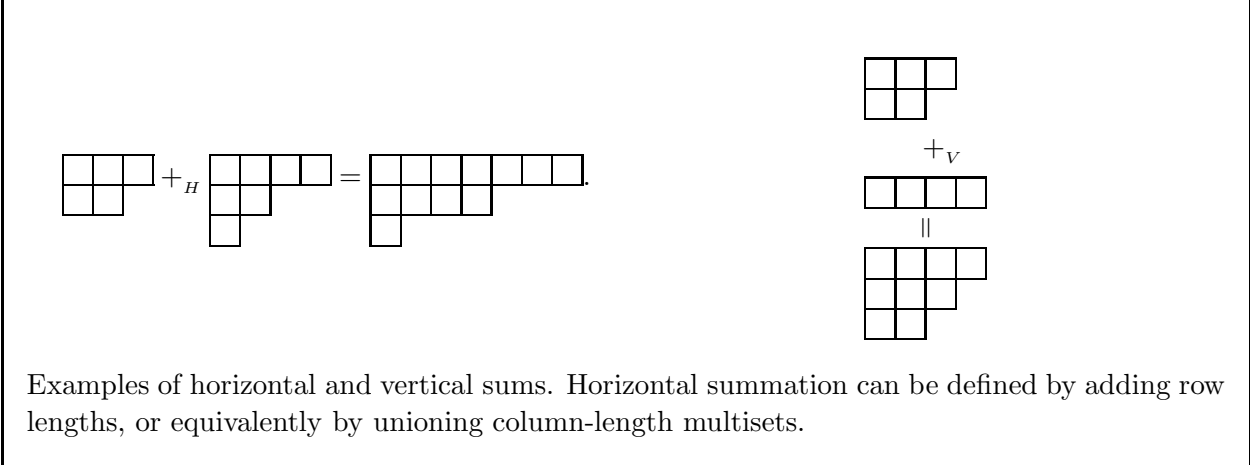 +H = .
+V
=
Examples of horizontal and vertical sums. Horizontal summation can be defined by adding row
lengths, or equivalently by unioning column-length multisets.